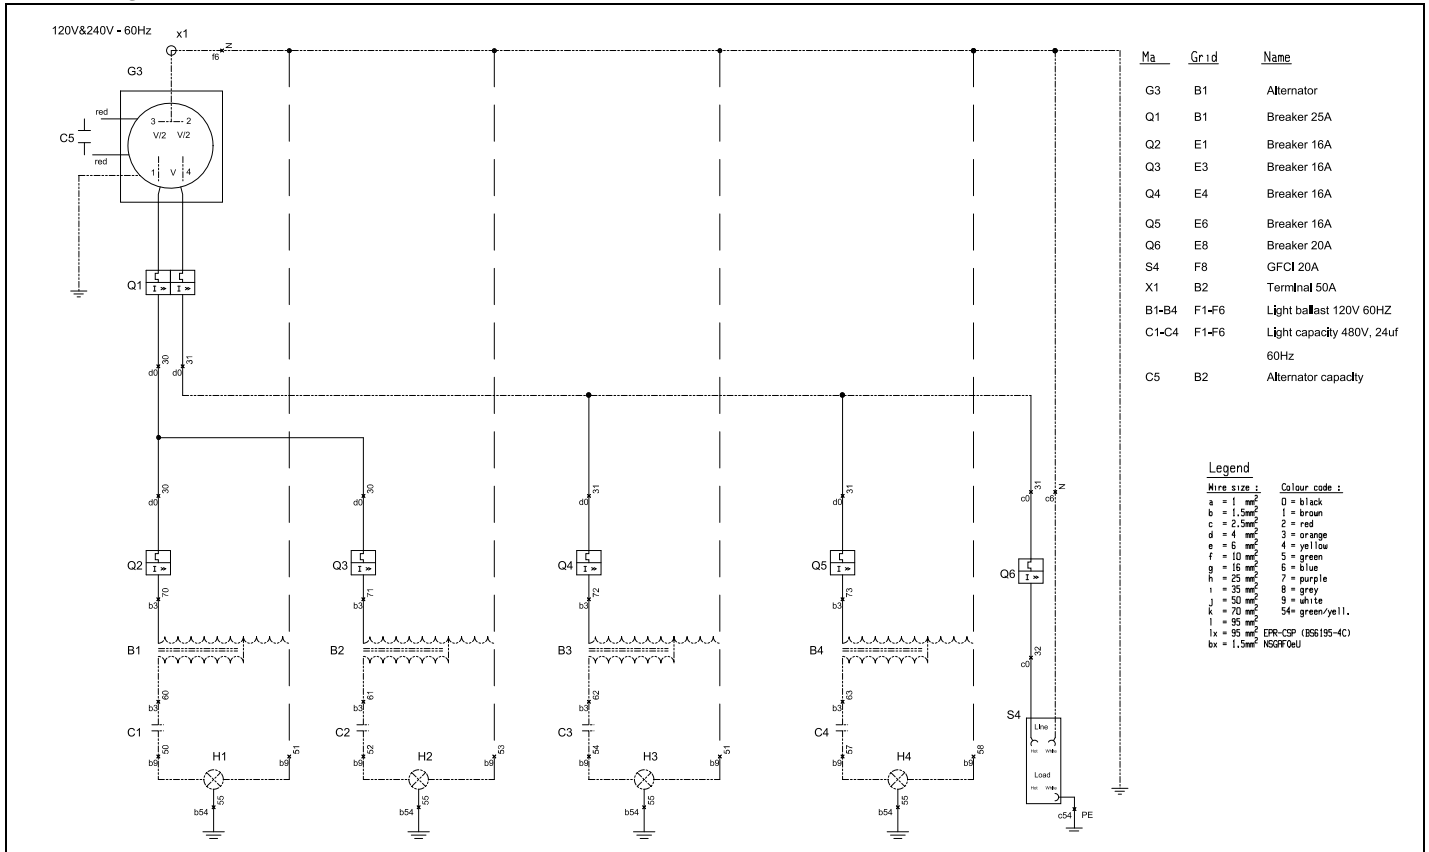 120V&240V - 60Hz
x1
N
f6
G3
red
3
2
C5
V/2
V/2
red
1
V
4
Q1
I »
I »
30
31
d0
d0
30
30
31
31
31
N
d0
d0
d0
d0
c0
c6
Q2
Q3
Q4
Q5
Q6
I »
I »
I »
I »
I »
70
71
72
73
b3
b3
b3
b3
B1
B2
B3
B4
32
c0
60
61
62
63
b3
b3
b3
b3
S4
Line
C1
C2
C3
C4
Hot
White
50
51
52
53
54
51
57
58
b9
b9
b9
b9
b9
b9
b9
b9
H1
H2
H3
H4
Load
Hot
White
55
55
55
55
b54
b54
b54
b54
c54
PE
Ma
Grid
Name
G3
B1
Alternator
Q1
B1
Breaker 25A
Q2
E1
Breaker 16A
Q3
E3
Breaker 16A
Q4
E4
Breaker 16A
Q5
E6
Breaker 16A
Q6
E8
Breaker 20A
S4
F8
GFCI 20A
X1
B2
Terminal 50A
B1-B4
F1-F6
Light ballast 120V 60HZ
C1-C4
F1-F6
Light capacity 480V, 24uf
60Hz
C5
B2
Alternator capacity
Legend
Wire size :
Colour code :
a = 1 mm²
0 = black
b = 1.5mm²
1 = brown
c = 2.5mm²
2 = red
d = 4 mm²
3 = orange
e = 6 mm²
4 = yellow
f = 10 mm²
5 = green
g = 16 mm²
6 = blue
h = 25 mm²
7 = purple
i = 35 mm²
8 = grey
j = 50 mm²
9 = white
k = 70 mm²
54= green/yell.
l = 95 mm²
lx = 95 mm² EPR-CSP (BS6195-4C)
bx = 1.5mm²